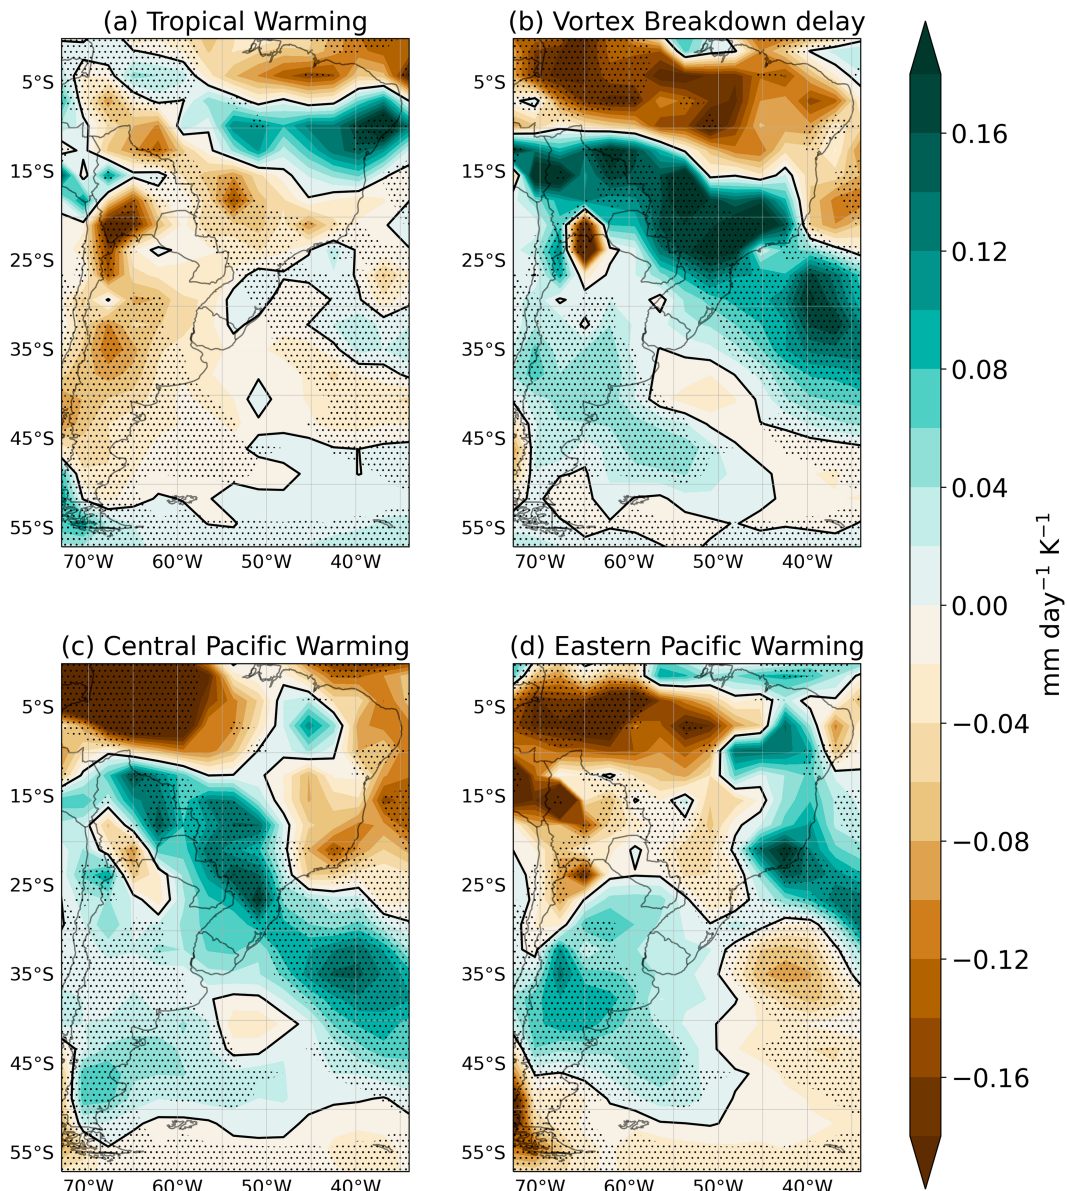 (a) Tropical Warming
(b) Vortex Breakdown delay
5°S
15°S
25°S
35°S
45°S
55°S
70°W 60°W 50°W 40°W
5°S
15°S
25°S
35°S
45°S
55°S
70°W 60°W 50°W 40°W
(c) Central Pacific Warming
(d) Eastern Pacific Warming
5°S
15°S
25°S
35°S
45°S
55°S
70°W 60°W 50°W 40°W
5°S
15°S
25°S
35°S
45°S
55°S
70°W 60°W 50°W 40°W
0.16
0.12
0.08
0.04
0.00
−0.04
−0.08
−0.12
−0.16
mm day⁻¹ K⁻¹